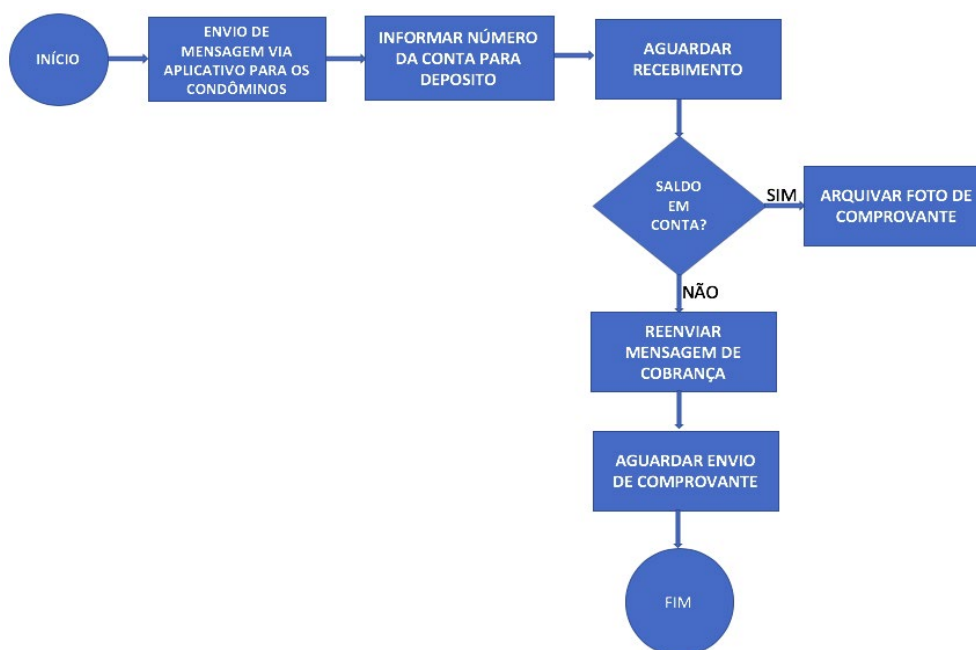 INÍCIO
ENVIO DE
MENSAGEM VIA
APLICATIVO PARA OS
CONDÔMINOS
INFORMAR NÚMERO
DA CONTA PARA
DEPOSITO
AGUARDAR
RECEBIMENTO
SALDO
EM
CONTA?
SIM
ARQUIVAR FOTO DE
COMPROVANTE
NÃO
REENVIAR
MENSAGEM DE
COBRANÇA
AGUARDAR ENVIO
DE COMPROVANTE
FIM